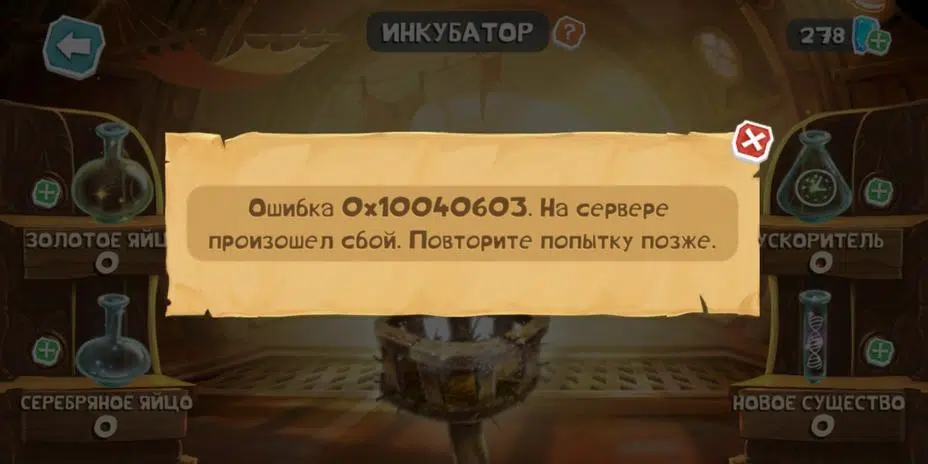 ИНКУБАТОР ?
278
Ошибка 0x10040603. На сервере
произошел сбой. Повторите попытку позже.
ЗОЛОТОЕ ЯЙЦ
0
УСКОРИТЕЛЬ
0
СЕРЕБРЯНОЕ ЯЙЦО
0
НОВОЕ СУЩЕСТВО
0